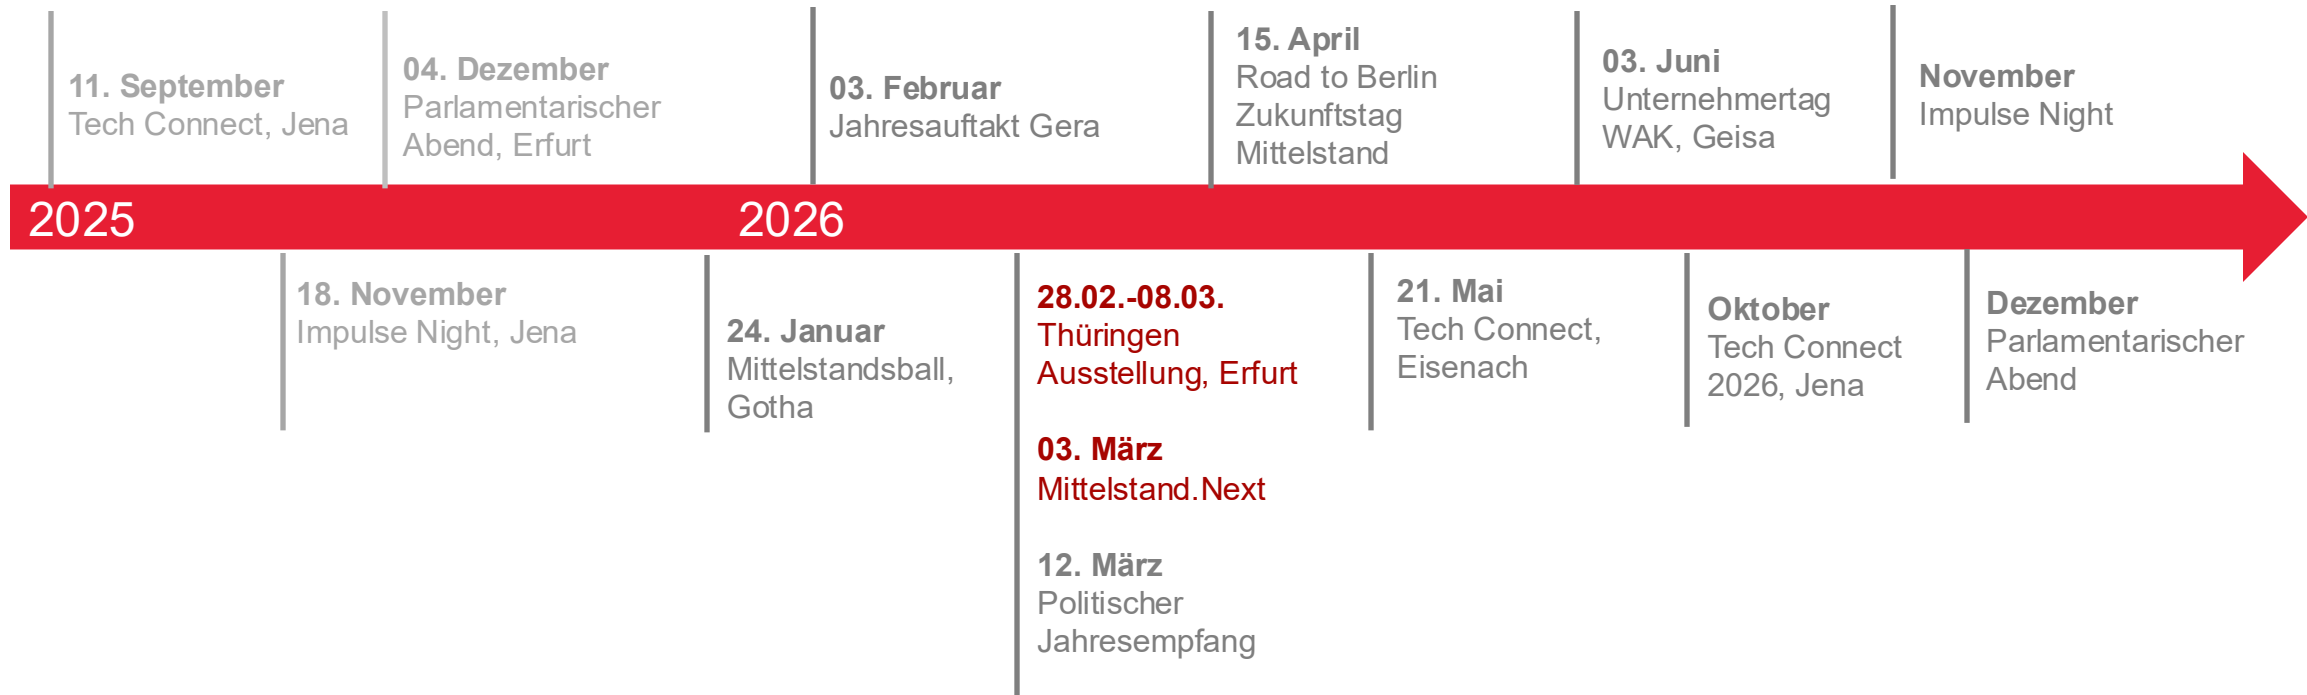 11. September
Tech Connect, Jena
04. Dezember
Parlamentarischer
Abend, Erfurt
03. Februar
Jahresauftakt Gera
15. April
Road to Berlin
Zukunftstag
Mittelstand
03. Juni
Unternehmertag
WAK, Geisa
November
Impulse Night
2025
2026
18. November
Impulse Night, Jena
24. Januar
Mittelstandsball,
Gotha
28.02.-08.03.
Thüringen
Ausstellung, Erfurt
03. März
Mittelstand.Next
12. März
Politischer
Jahresempfang
21. Mai
Tech Connect,
Eisenach
Oktober
Tech Connect
2026, Jena
Dezember
Parlamentarischer
Abend